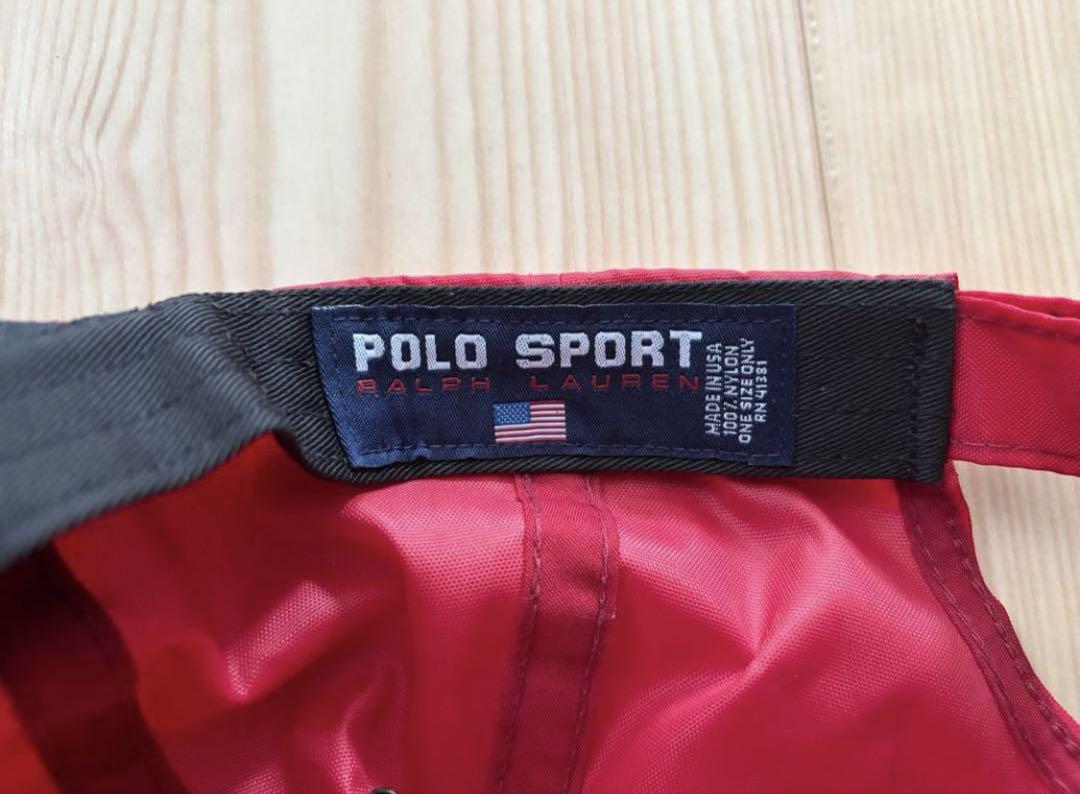 POLO SPORT
RALPH LAUREN
MADE IN USA
100% NYLON
ONE SIZE ONLY
RN 41381